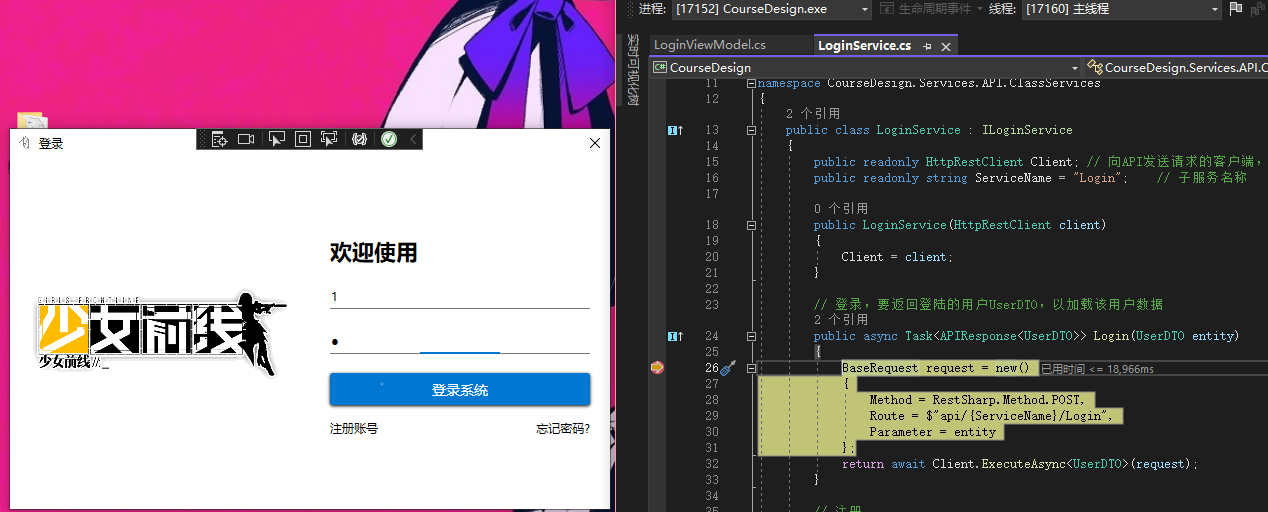 进程: [17152] CourseDesign.exe 生命周期事件 线程: [17160] 主线程
LoginViewModel.cs LoginService.cs
CourseDesign CourseDesign.Services.API.C
实时可视化树
登录
GIRLS FRONTLINE
少女前线
少女前线//:_
欢迎使用
1
●
登录系统
注册账号 忘记密码?
11 namespace CourseDesign.Services.API.ClassServices
12 {
2 个引用
13 public class LoginService : ILoginService
14 {
15 public readonly HttpRestClient Client; // 向API发送请求的客户端,
16 public readonly string ServiceName = "Login"; // 子服务名称
17
0 个引用
18 public LoginService(HttpRestClient client)
19 {
20 Client = client;
21 }
22
23 // 登录，要返回登陆的用户UserDTO，以加载该用户数据
2 个引用
24 public async Task<APIResponse<UserDTO>> Login(UserDTO entity)
25 {
26 BaseRequest request = new() 已用时间 <= 18,966ms
27 {
28 Method = RestSharp.Method.POST,
29 Route = $"api/{ServiceName}/Login",
30 Parameter = entity
31 };
32 return await Client.ExecuteAsync<UserDTO>(request);
33 }
34
35 // 注册